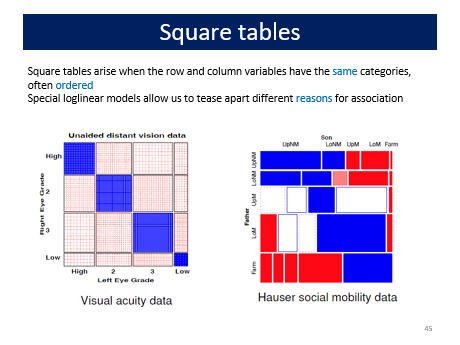 Square tables
Square tables arise when the row and column variables have the same categories,
often ordered
Special loglinear models allow us to tease apart different reasons for association
Unaided distant vision data
High
2
3
Low
Right Eye Grade
High 2 3 Low
Left Eye Grade
Visual acuity data
Son
UpNM LoNM UpM LoM Farm
UpNM
LoNM
UpM
LoM
Farm
Father
Hauser social mobility data
45